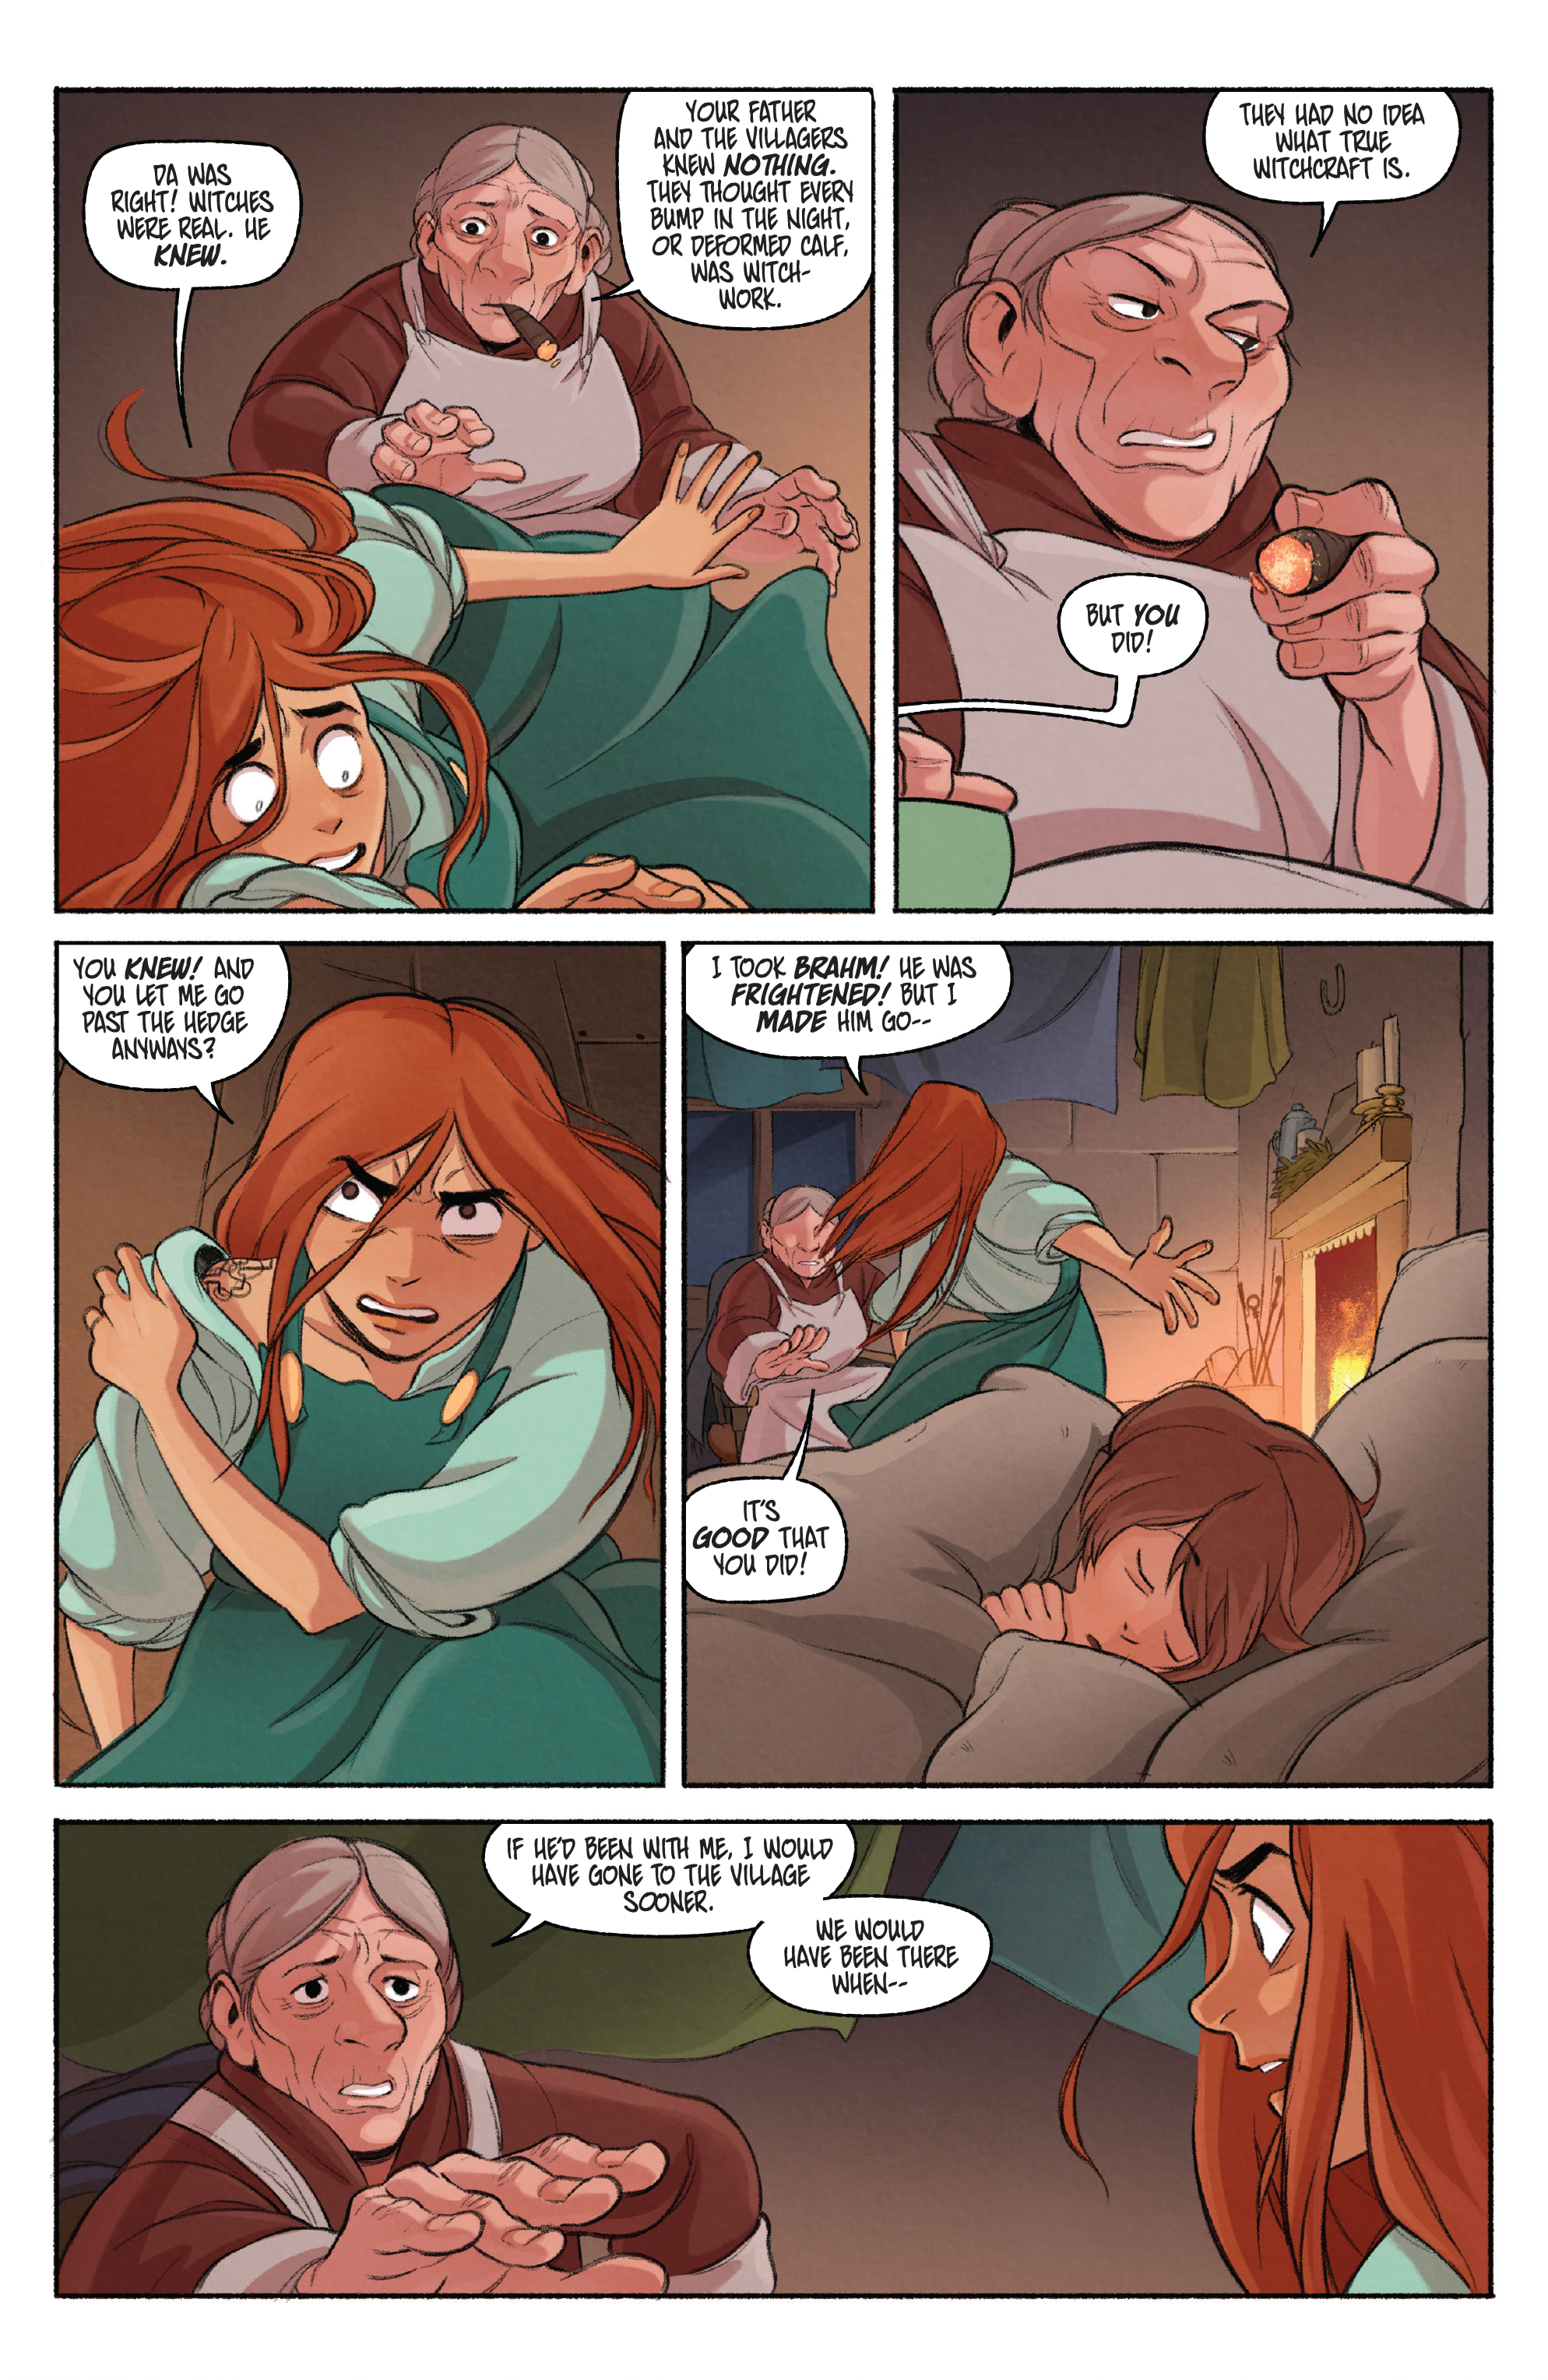 DA WAS
RIGHT! WITCHES
WERE REAL. HE
KNEW.
YOUR FATHER
AND THE VILLAGERS
KNEW NOTHING.
THEY THOUGHT EVERY
BUMP IN THE NIGHT,
OR DEFORMED CALF,
WAS WITCH-
WORK.
THEY HAD NO IDEA
WHAT TRUE
WITCHCRAFT IS.
BUT YOU
DID!
YOU KNEW! AND
YOU LET ME GO
PAST THE HEDGE
ANYWAYS?
I TOOK BRAHM! HE WAS
FRIGHTENED! BUT I
MADE HIM GO--
IT'S
GOOD THAT
YOU DID!
IF HE'D BEEN WITH ME, I WOULD
HAVE GONE TO THE VILLAGE
SOONER.
WE WOULD
HAVE BEEN THERE
WHEN--